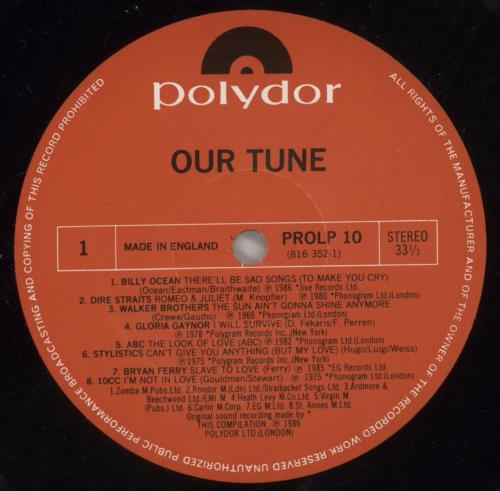 polydor
OUR TUNE
1
MADE IN ENGLAND
PROLP 10
(816 352-1)
STEREO
33⅓
1. BILLY OCEAN THERE'LL BE SAD SONGS (TO MAKE YOU CRY)
(Ocean/Eastman/Braithwaite) ℗ 1986 *Jive Records Ltd.
2. DIRE STRAITS ROMEO & JULIET (M. Knopfler) ℗ 1980 *Phonogram Ltd.(London)
3. WALKER BROTHERS THE SUN AIN'T GONNA SHINE ANYMORE
(Crewe/Gaudio) ℗ 1966 *Phonogram Ltd.(London)
4. GLORIA GAYNOR I WILL SURVIVE (D. Fekaris/F. Perren)
℗ 1978 *Polygram Records Inc.,(New York)
5. ABC THE LOOK OF LOVE (ABC) ℗ 1982 *Phonogram Ltd.(London)
6. STYLISTICS CAN'T GIVE YOU ANYTHING (BUT MY LOVE) (Hugo/Luigi/Weiss)
℗ 1975 *Polygram Records Inc.,(New York)
7. BRYAN FERRY SLAVE TO LOVE (Ferry) ℗ 1985 *EG Records Ltd.
8. 10CC I'M NOT IN LOVE (Gouldman/Stewart) ℗ 1975 *Phonogram Ltd.(London)
1.Zomba M.Pubs Ltd. 2.Rondor M.(Ldn) Ltd./Straitjacket Songs Ltd. 3.Ardmore &
Beechwood Ltd./EMI M. 4.Heath Levy M.Co.Ltd. 5.Virgin M.
(Pubs.) Ltd. 6.Carlin M.Corp. 7.EG M.Ltd. 8.St. Annes M.Ltd.
Original sound recording made by *
THIS COMPILATION ℗ 1986
POLYDOR LTD.(LONDON)
ALL RIGHTS OF THE MANUFACTURER AND OF THE OWNER OF THE RECORDED WORK RESERVED UNAUTHORIZED PUBLIC PERFORMANCE BROADCASTING AND COPYING OF THIS RECORD PROHIBITED